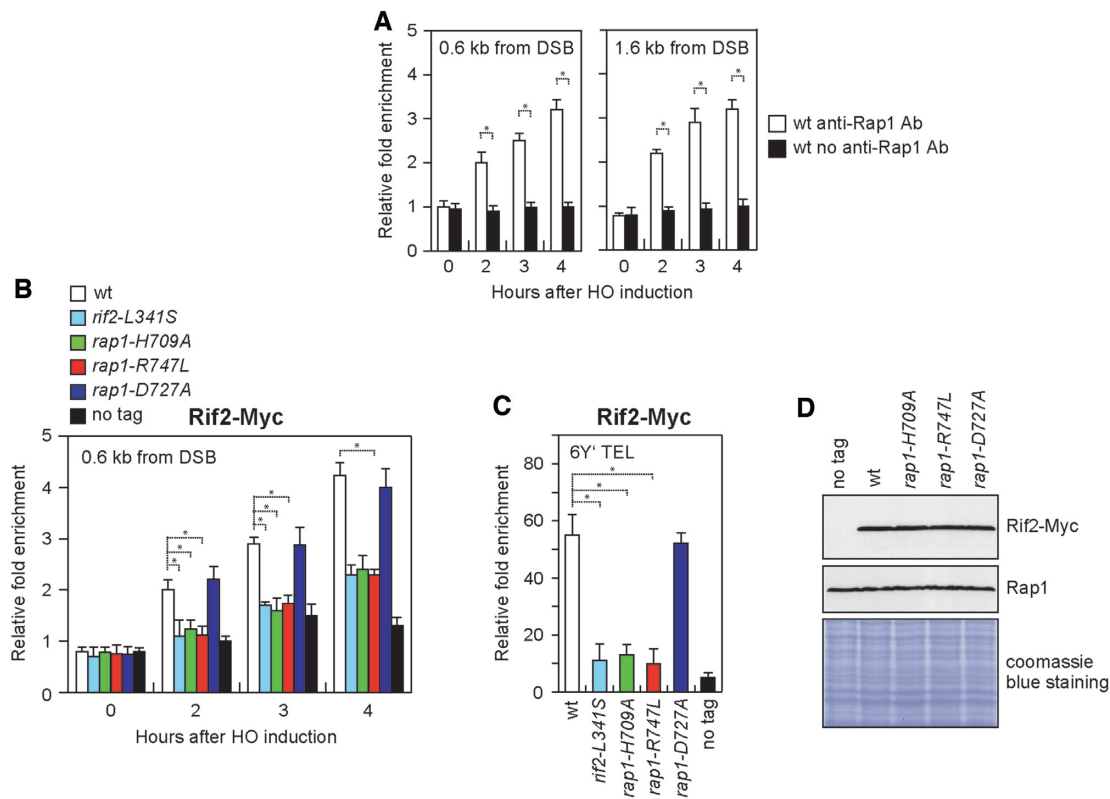 A
Relative fold enrichment
5
4
3
2
1
0
0.6 kb from DSB
*
*
*
0 2 3 4
1.6 kb from DSB
*
*
*
0 2 3 4
Hours after HO induction
wt anti-Rap1 Ab
wt no anti-Rap1 Ab
B
wt
rif2-L341S
rap1-H709A
rap1-R747L
rap1-D727A
no tag
Rif2-Myc
Relative fold enrichment
5
4
3
2
1
0
0.6 kb from DSB
*
*
*
*
*
*
*
0 2 3 4
Hours after HO induction
C
Rif2-Myc
Relative fold enrichment
80
60
40
20
0
6Y' TEL
*
*
*
wt
rif2-L341S
rap1-H709A
rap1-R747L
rap1-D727A
no tag
D
no tag
wt
rap1-H709A
rap1-R747L
rap1-D727A
Rif2-Myc
Rap1
coomassie
blue staining